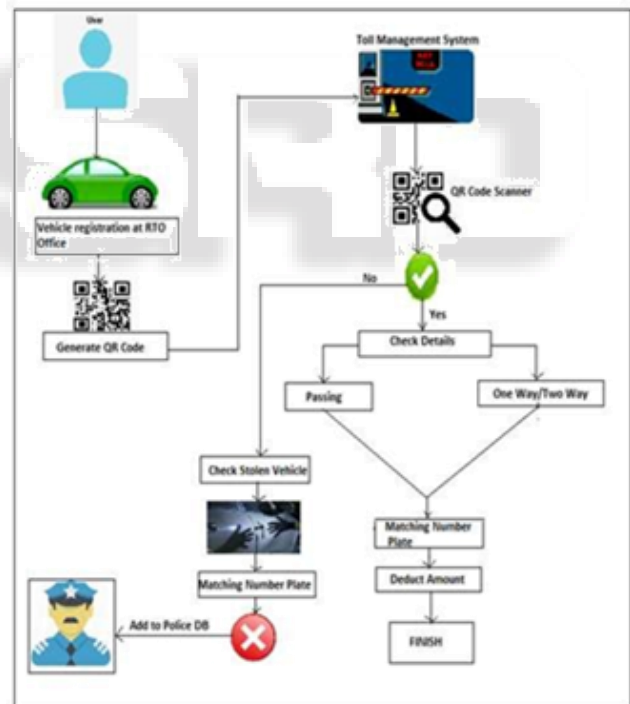 User
Toll Management System
QR Code Scanner
Vehicle registration at RTO
Office
Generate QR Code
No
Yes
Check Details
Passing
One Way/Two Way
Check Stolen Vehicle
Matching Number
Plate
Matching Number Plate
Deduct Amount
Add to Police DB
FINISH